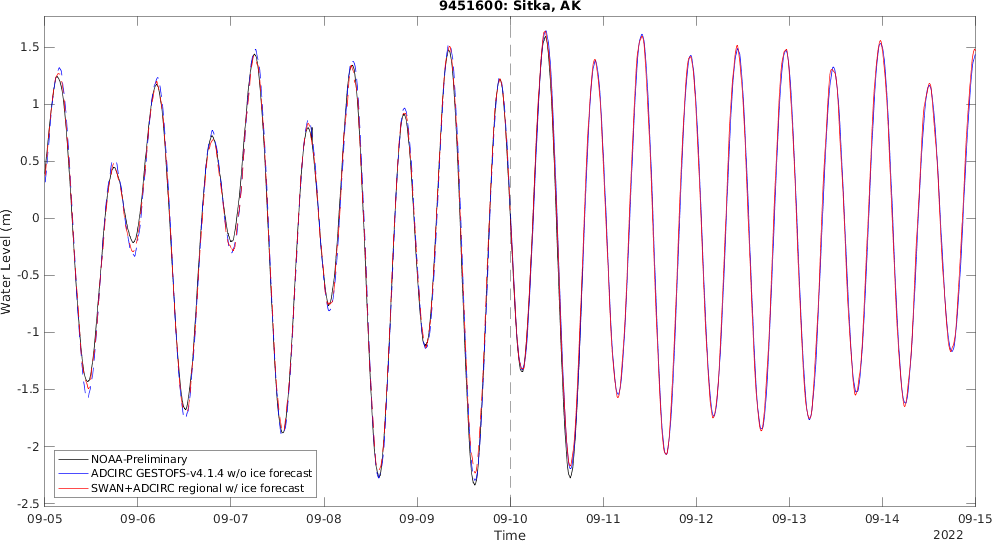 9451600: Sitka, AK
1.5
1
0.5
0
-0.5
-1
-1.5
-2
-2.5
Water Level (m)
NOAA-Preliminary
ADCIRC GESTOFS-v4.1.4 w/o ice forecast
SWAN+ADCIRC regional w/ ice forecast
09-05 09-06 09-07 09-08 09-09 09-10 09-11 09-12 09-13 09-14 09-15
Time
2022